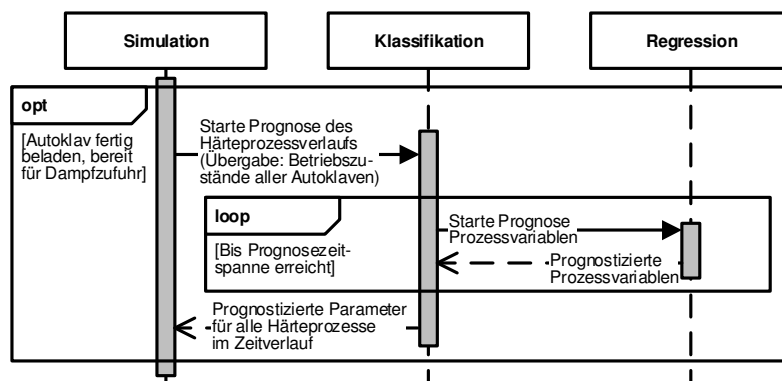 Simulation
Klassifikation
Regression
opt
[Autoklav fertig
beladen, bereit
für Dampfzufuhr]
Starte Prognose des
Härteprozessverlaufs
(Übergabe: Betriebszu-
stände aller Autoklaven)
loop
[Bis Prognosezeit-
spanne erreicht]
Starte Prognose
Prozessvariablen
Prognostizierte
Prozessvariablen
Prognostizierte Parameter
für alle Härteprozesse
im Zeitverlauf